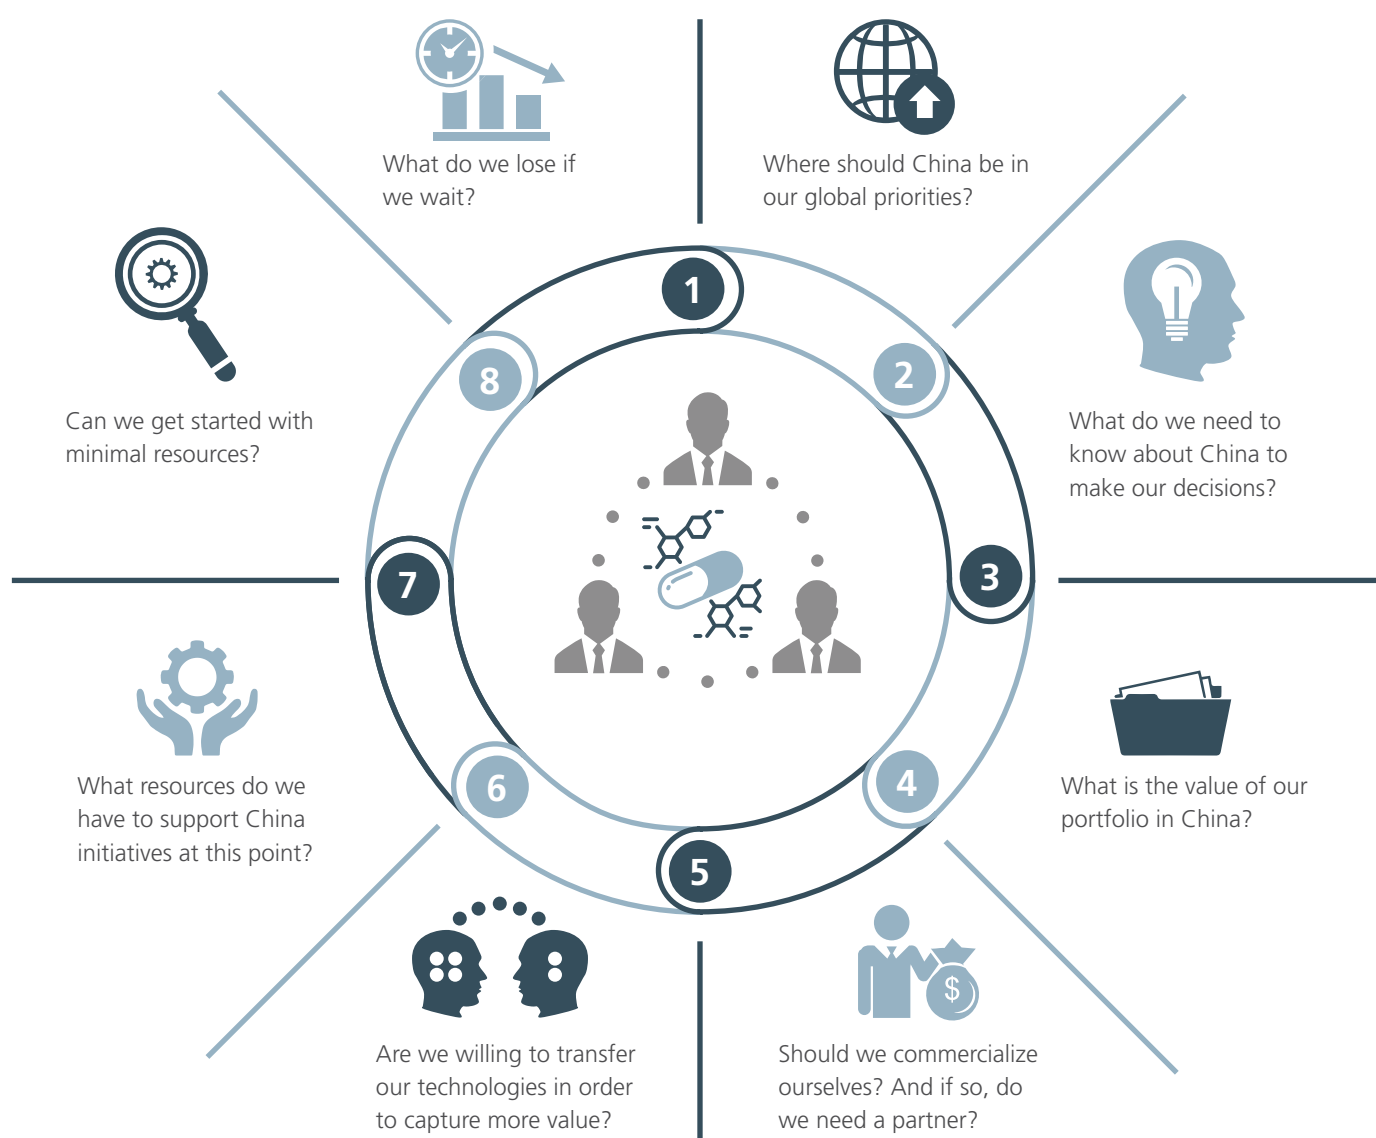 1
Where should China be in
our global priorities?
2
What do we need to
know about China to
make our decisions?
3
What is the value of our
portfolio in China?
4
$
Should we commercialize
ourselves? And if so, do
we need a partner?
5
Are we willing to transfer
our technologies in order
to capture more value?
6
What resources do we
have to support China
initiatives at this point?
7
Can we get started with
minimal resources?
8
What do we lose if
we wait?